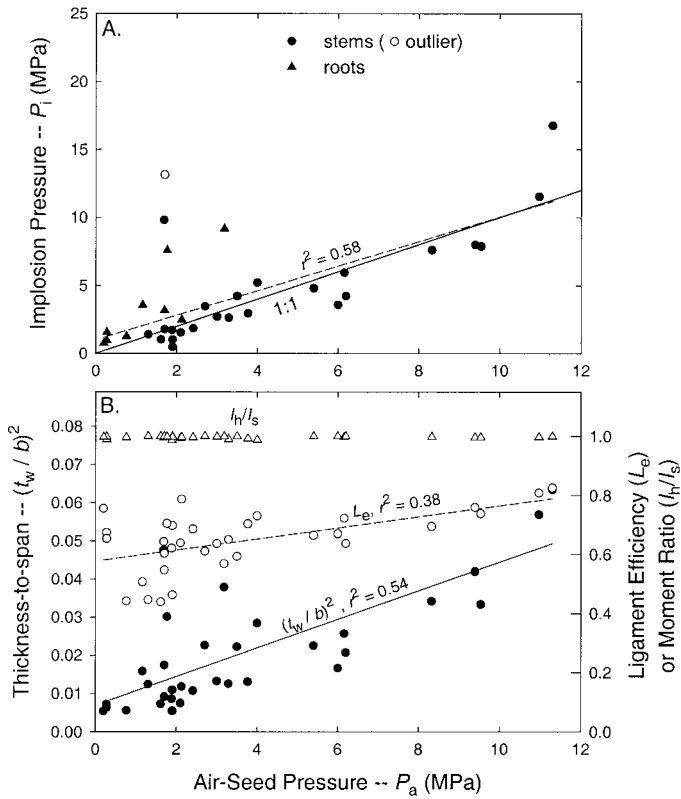 A.
stems ( ○ outlier)
roots
Implosion Pressure -- Pi (MPa)
25
20
15
10
5
0
r² = 0.58
1:1
0 2 4 6 8 10 12
B.
Ih/Is
Le, r² = 0.38
(tw / b)², r² = 0.54
Thickness-to-span -- (tw / b)²
0.08
0.07
0.06
0.05
0.04
0.03
0.02
0.01
0.00
1.0
0.8
0.6
0.4
0.2
0.0
Ligament Efficiency (Le)
or Moment Ratio (Ih/Is)
0 2 4 6 8 10 12
Air-Seed Pressure -- Pa (MPa)